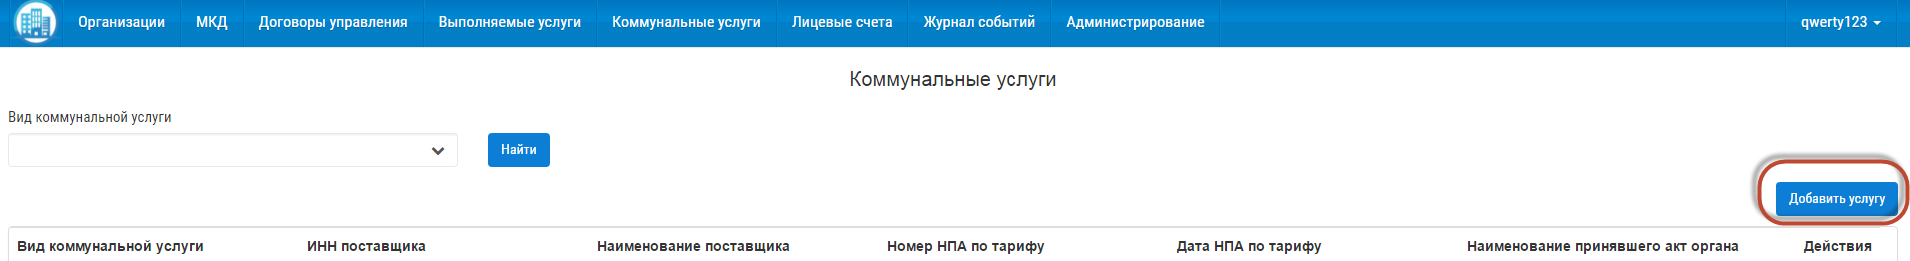 Организации МКД Договоры управления Выполняемые услуги Коммунальные услуги Лицевые счета Журнал событий Администрирование qwerty123
Коммунальные услуги
Вид коммунальной услуги
Найти
Добавить услугу
Вид коммунальной услуги ИНН поставщика Наименование поставщика Номер НПА по тарифу Дата НПА по тарифу Наименование принявшего акт органа Действия